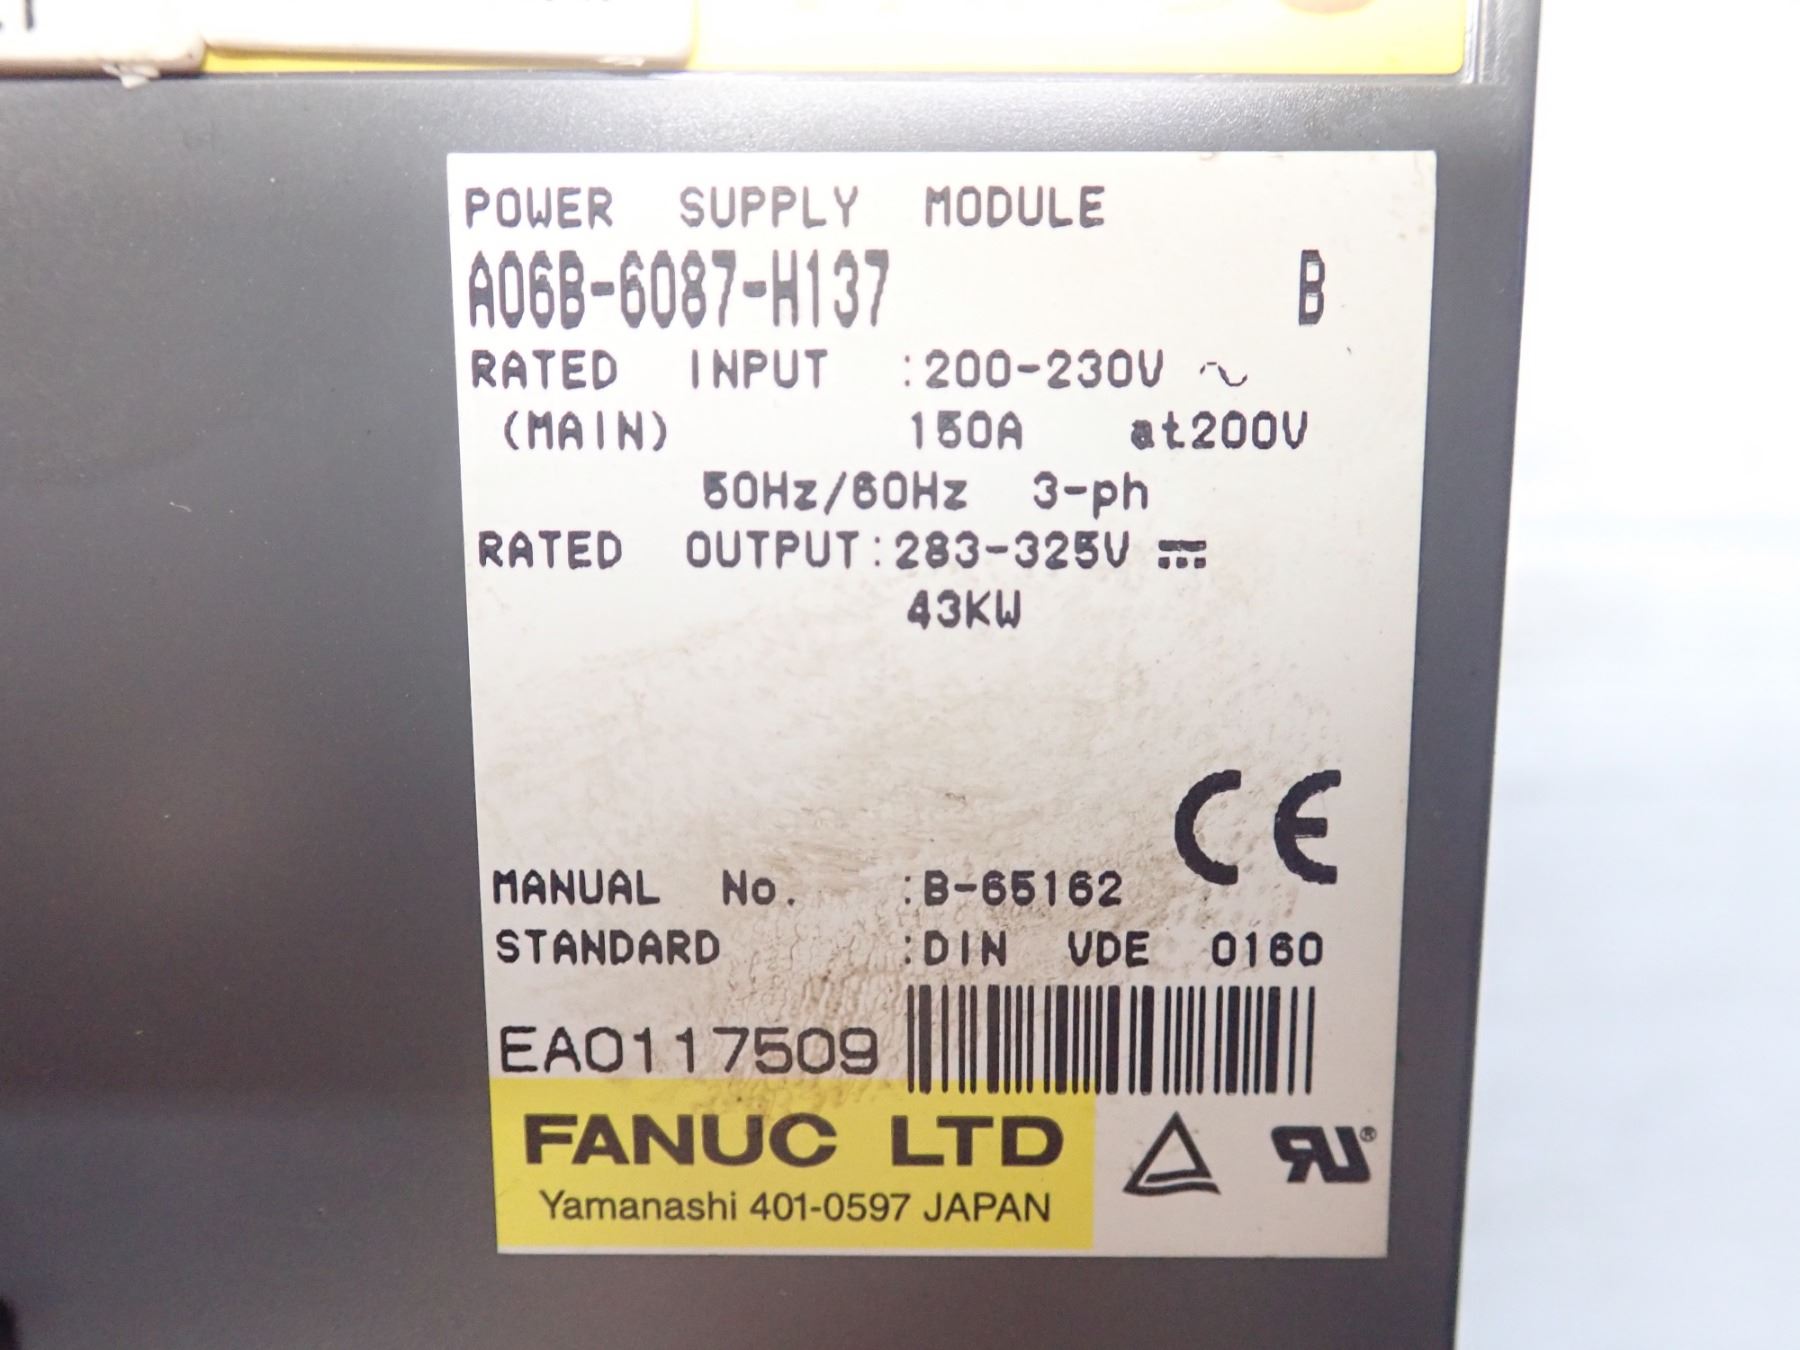 POWER SUPPLY MODULE
A06B-6087-H137 B
RATED INPUT :200-230V ~
(MAIN) 150A at200V
50Hz/60Hz 3-ph
RATED OUTPUT:283-325V ⎓
43KW
CE
MANUAL No. :B-65162
STANDARD :DIN VDE 0160
EA0117509
FANUC LTD
Yamanashi 401-0597 JAPAN